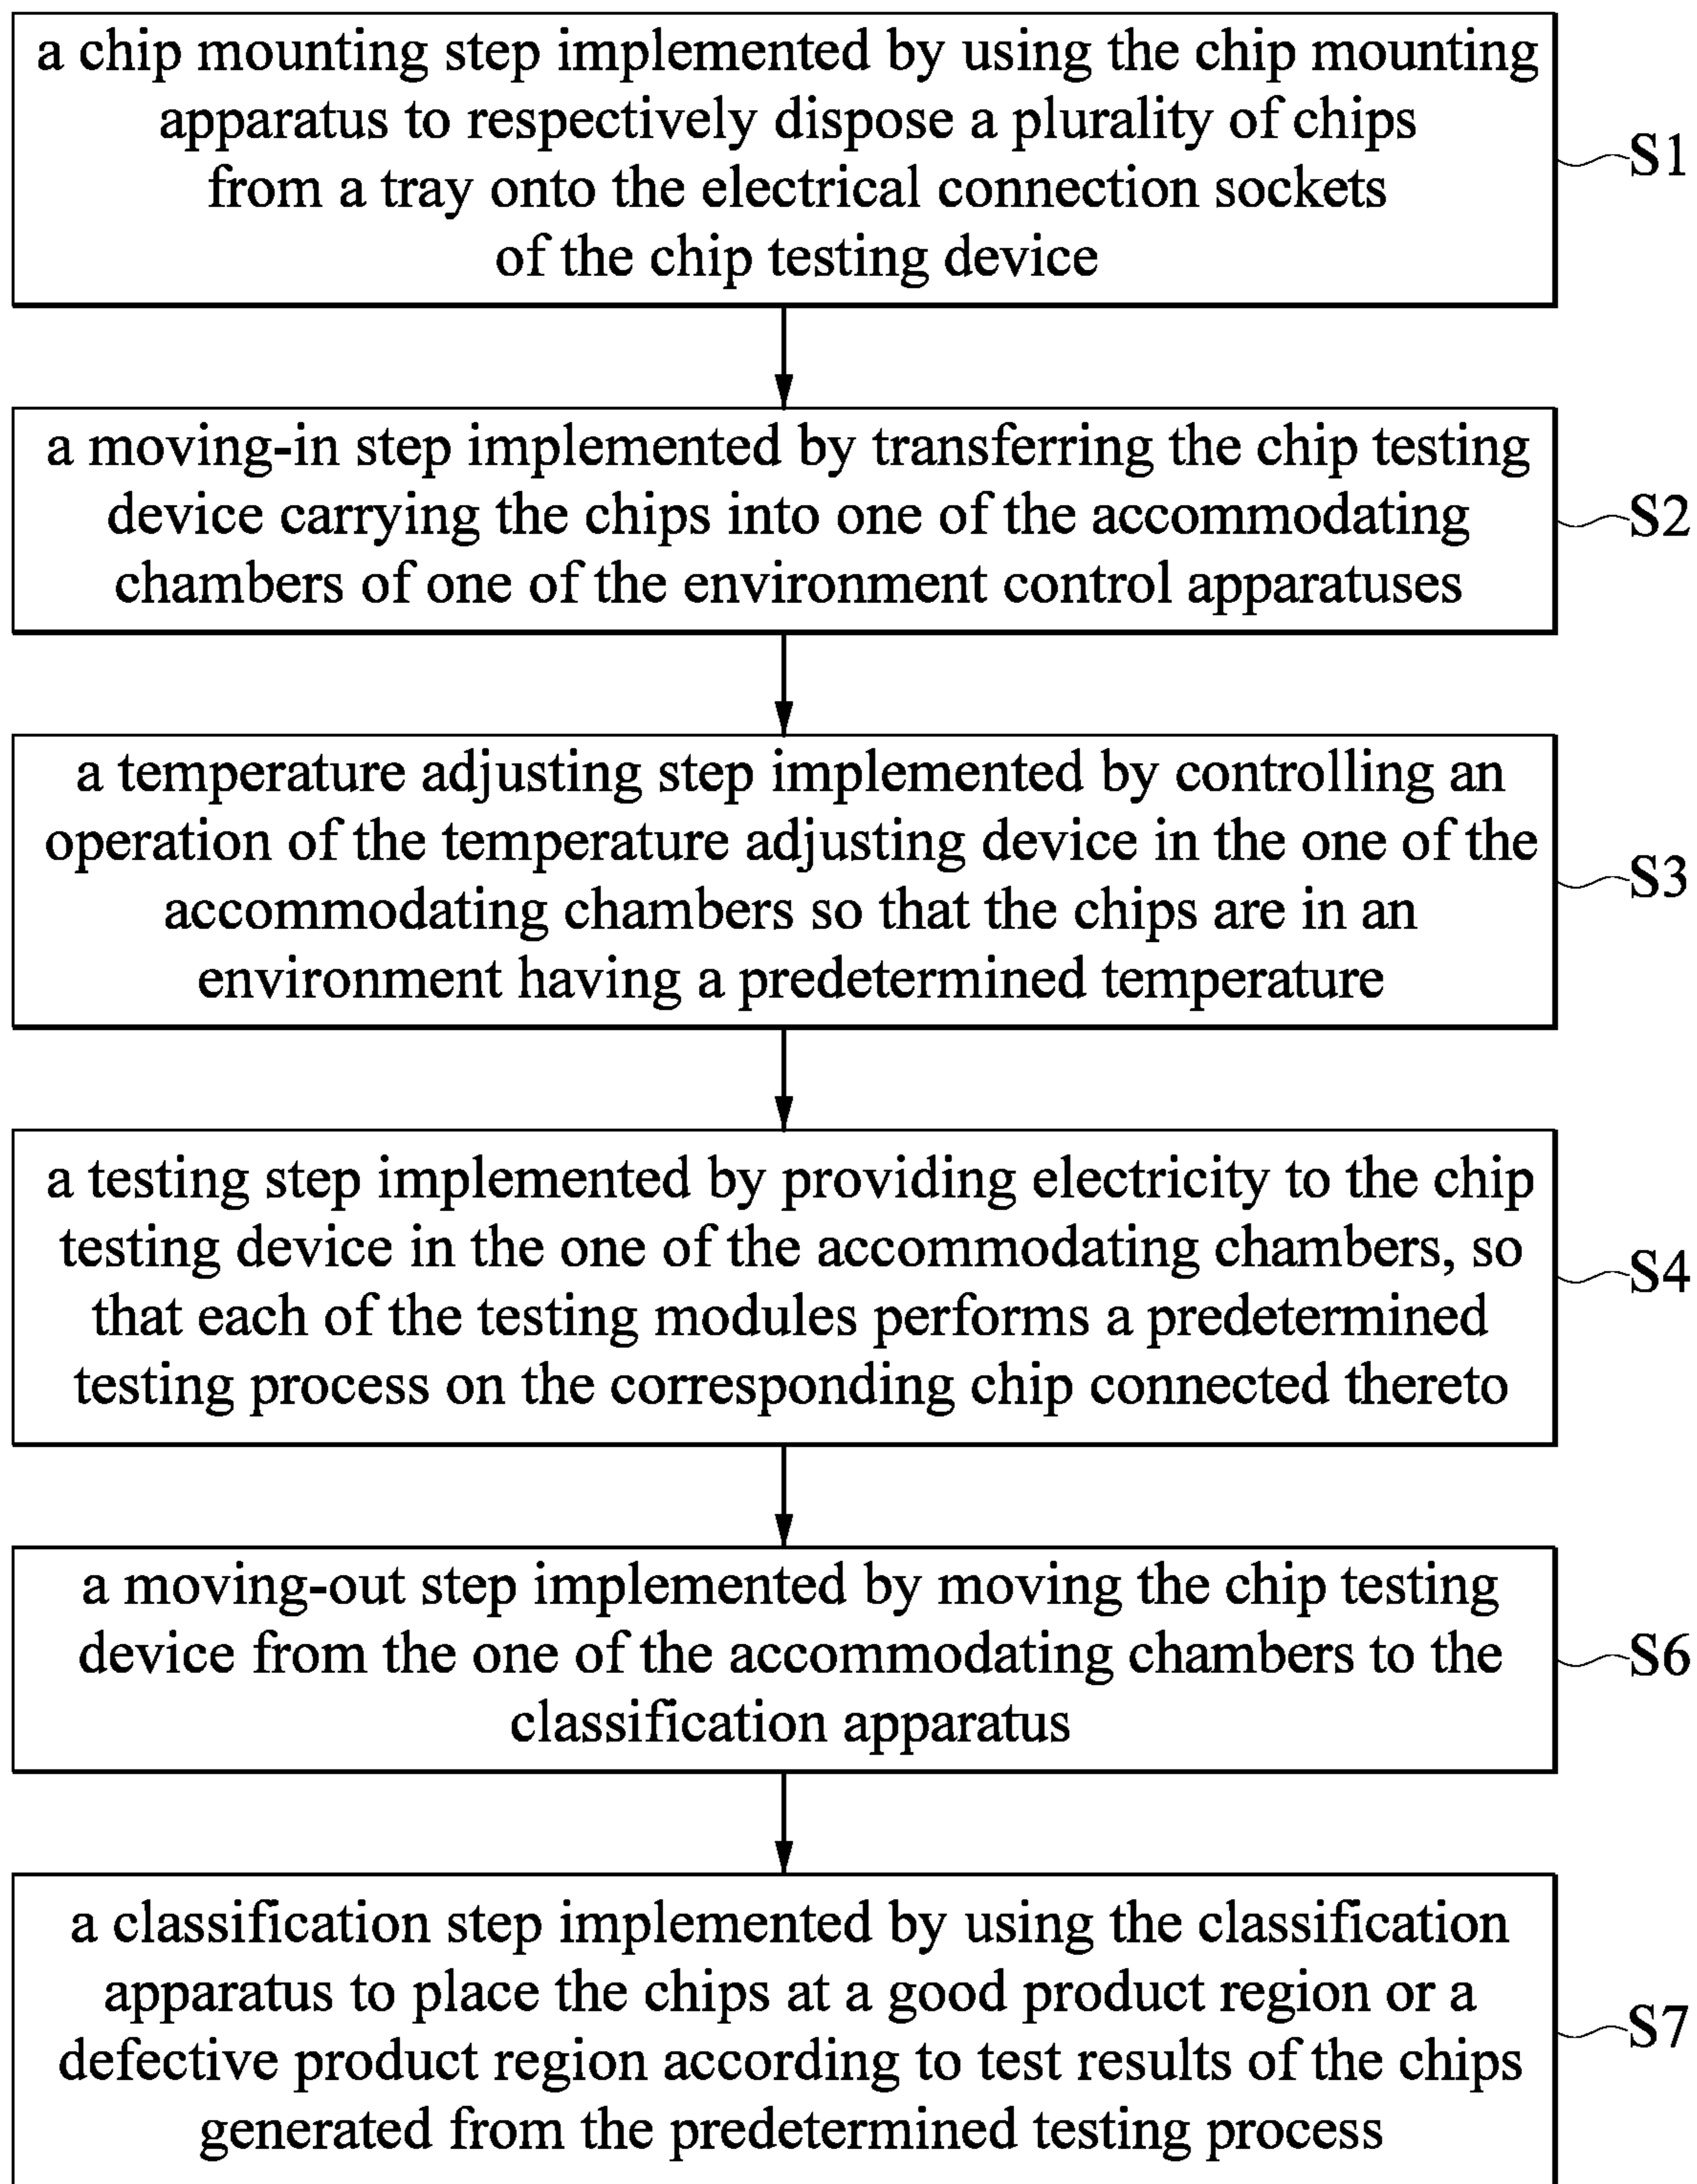 a chip mounting step implemented by using the chip mounting
apparatus to respectively dispose a plurality of chips
from a tray onto the electrical connection sockets
of the chip testing device
S1
a moving-in step implemented by transferring the chip testing
device carrying the chips into one of the accommodating
chambers of one of the environment control apparatuses
S2
a temperature adjusting step implemented by controlling an
operation of the temperature adjusting device in the one of the
accommodating chambers so that the chips are in an
environment having a predetermined temperature
S3
a testing step implemented by providing electricity to the chip
testing device in the one of the accommodating chambers, so
that each of the testing modules performs a predetermined
testing process on the corresponding chip connected thereto
S4
a moving-out step implemented by moving the chip testing
device from the one of the accommodating chambers to the
classification apparatus
S6
a classification step implemented by using the classification
apparatus to place the chips at a good product region or a
defective product region according to test results of the chips
generated from the predetermined testing process
S7